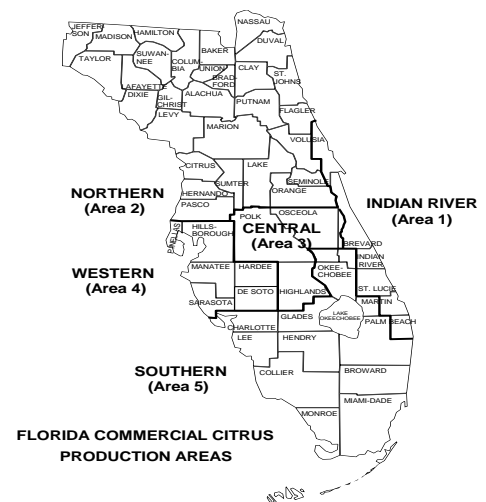 NASSAU
JEFFER-
SON
MADISON
HAMILTON
DUVAL
BAKER
TAYLOR
SUWAN-
NEE
COLUM-
BIA
UNION
CLAY
BRAD-
FORD
ST.
JOHNS
LAFAYETTE
DIXIE
GIL-
CHRIST
ALACHUA
PUTNAM
LEVY
FLAGLER
MARION
VOLUSIA
CITRUS
LAKE
SUMTER
SEMINOLE
ORANGE
HERNANDO
PASCO
NORTHERN
(Area 2)
INDIAN RIVER
(Area 1)
POLK
OSCEOLA
CENTRAL
(Area 3)
PINELLAS
HILLS-
BOROUGH
BREVARD
INDIAN
RIVER
WESTERN
(Area 4)
MANATEE
HARDEE
OKEE-
CHOBEE
ST. LUCIE
DE SOTO
HIGHLANDS
SARASOTA
MARTIN
GLADES
LAKE
OKEECHOBEE
PALM BEACH
CHARLOTTE
LEE
HENDRY
SOUTHERN
(Area 5)
COLLIER
BROWARD
MIAMI-DADE
MONROE
FLORIDA COMMERCIAL CITRUS
PRODUCTION AREAS